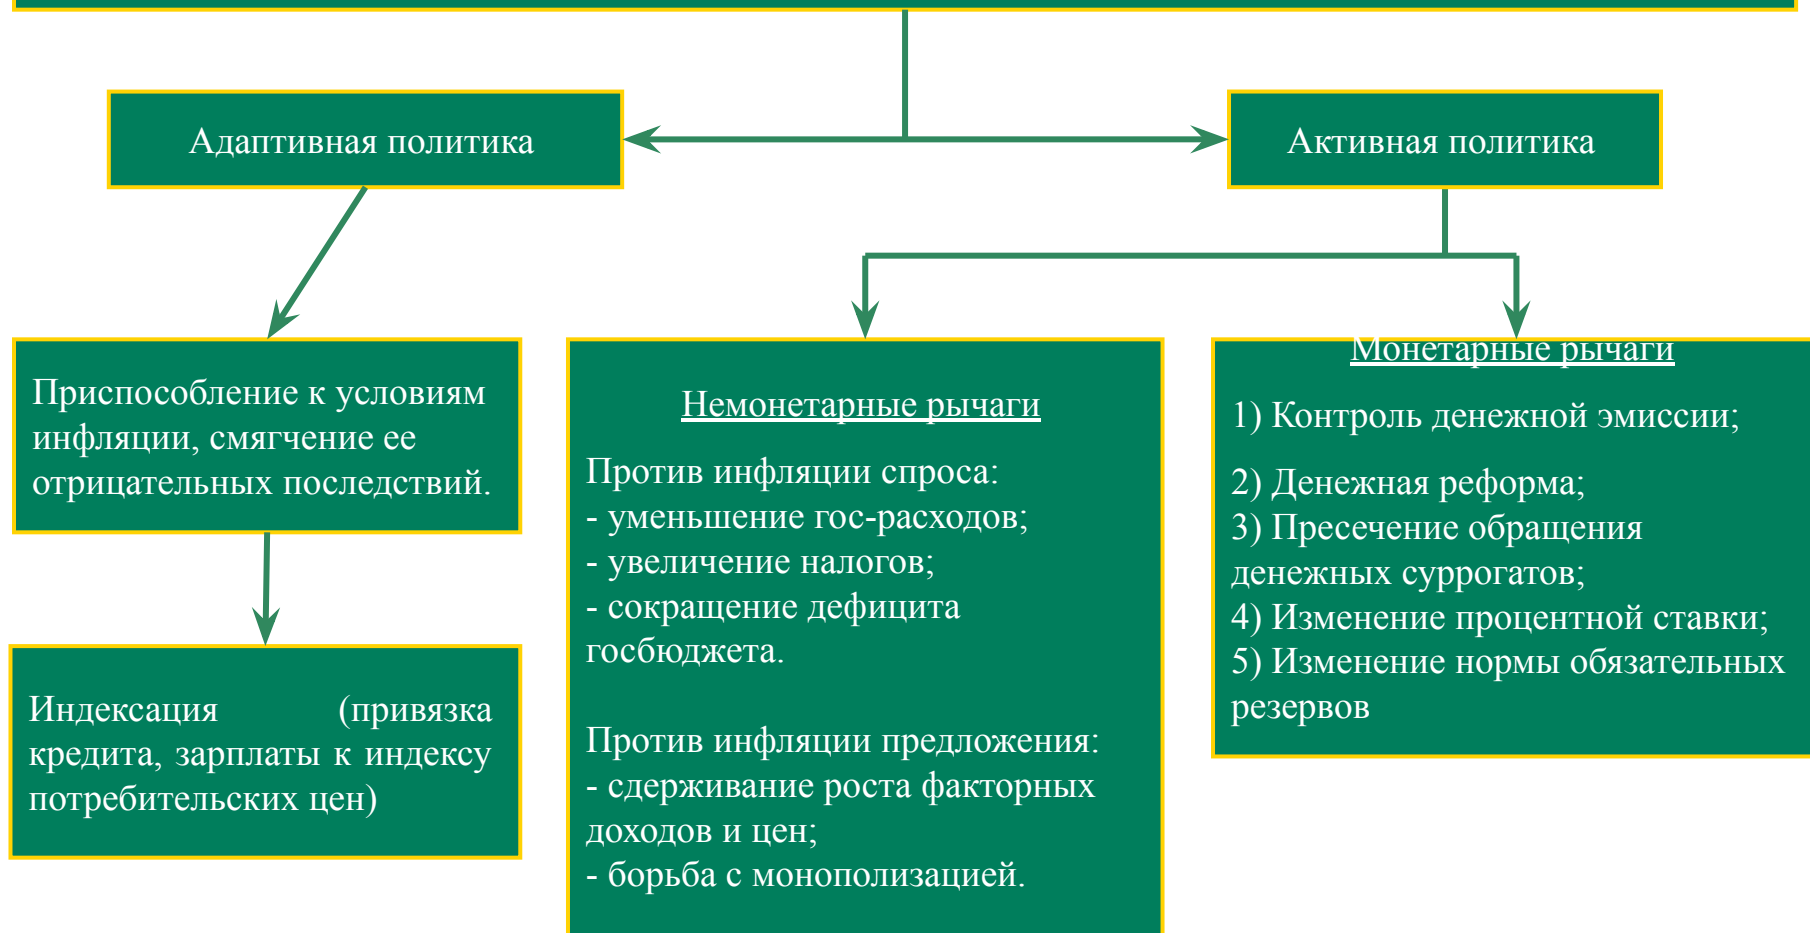 Адаптивная политика
Активная политика
Приспособление к условиям
инфляции, смягчение ее
отрицательных последствий.
Индексация (привязка
кредита, зарплаты к индексу
потребительских цен)
Немонетарные рычаги
Против инфляции спроса:
- уменьшение гос-расходов;
- увеличение налогов;
- сокращение дефицита
госбюджета.
Против инфляции предложения:
- сдерживание роста факторных
доходов и цен;
- борьба с монополизацией.
Монетарные рычаги
1) Контроль денежной эмиссии;
2) Денежная реформа;
3) Пресечение обращения
денежных суррогатов;
4) Изменение процентной ставки;
5) Изменение нормы обязательных
резервов